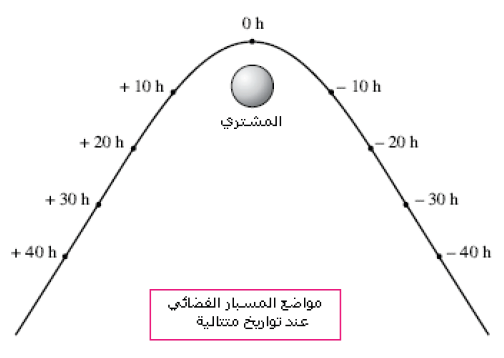 0 h
+ 10 h
– 10 h
المشتري
+ 20 h
– 20 h
+ 30 h
– 30 h
+ 40 h
– 40 h
مواضع المسبار الفضائي
عند تواريخ متتالية